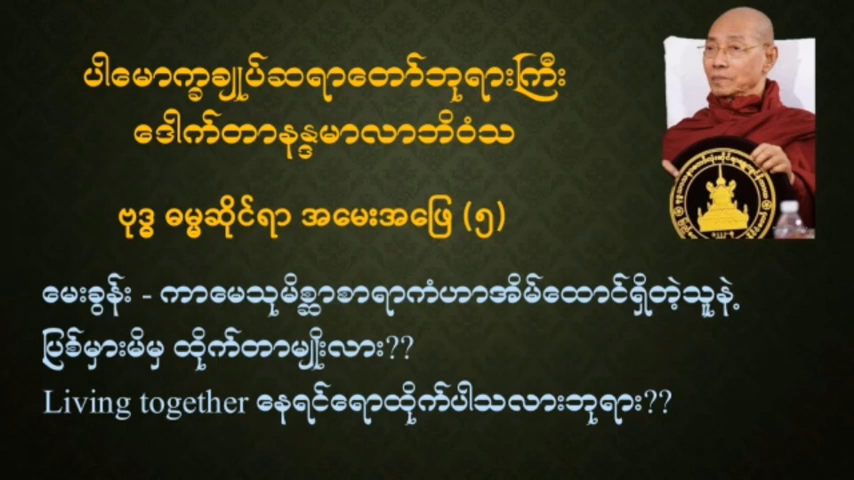 ပါမောက္ခချုပ်ဆရာတော်ဘုရားကြီး
ဒေါက်တာနန္ဒမာလာဘိဝံသ
ဗုဒ္ဓ ဓမ္မဆိုင်ရာ အမေးအဖြေ (၅)
မေးခွန်း - ကာမေသုမိစ္ဆာစာရာကံဟာအိမ်ထောင်ရှိတဲ့သူနဲ့
ပြစ်မှားမိမှ ထိုက်တာမျိုးလား??
Living together နေရင်ရောထိုက်ပါသလားဘုရား??